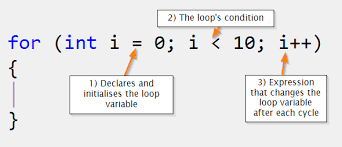 2) The loop's condition
for (int i = 0; i < 10; i++)
{
1) Declares and
initialises the loop
variable
3) Expression
that changes the
loop variable
after each cycle
}